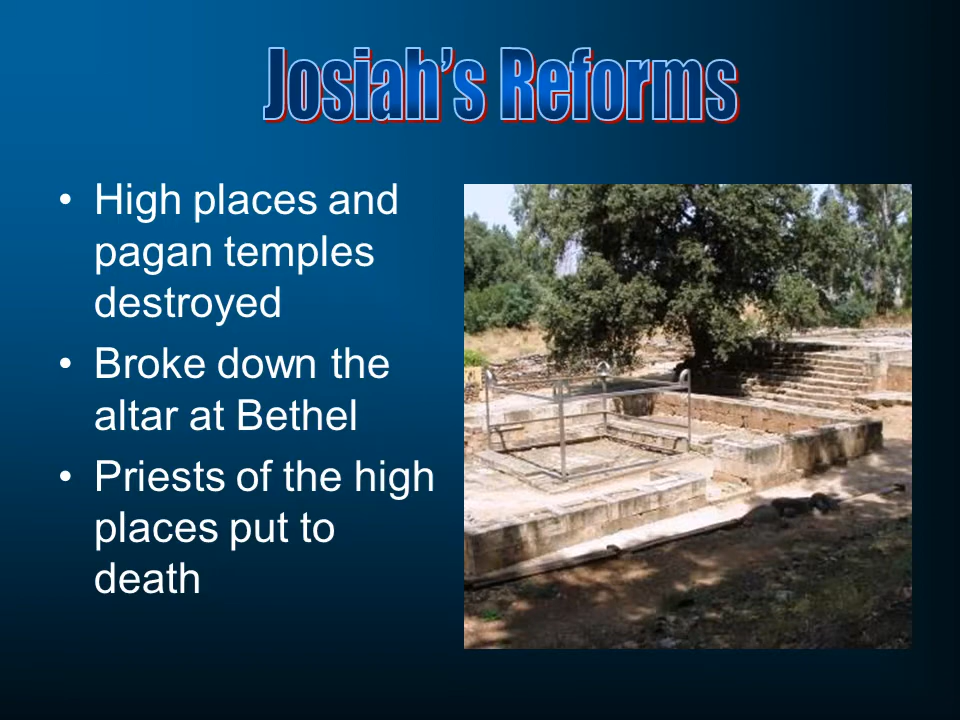 Josiah’s Reforms
• High places and
pagan temples
destroyed
• Broke down the
altar at Bethel
• Priests of the high
places put to
death